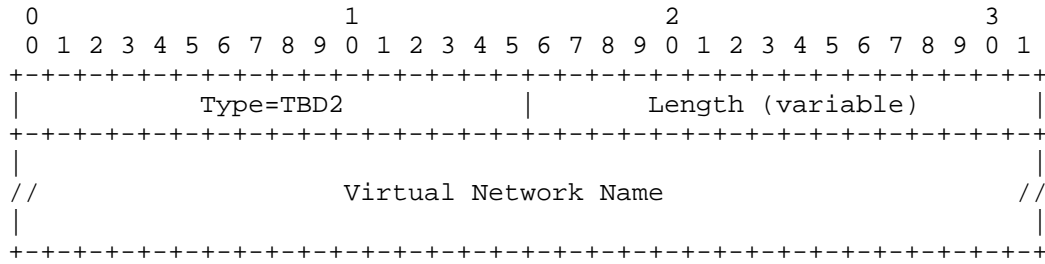 0                   1                   2                   3
 0 1 2 3 4 5 6 7 8 9 0 1 2 3 4 5 6 7 8 9 0 1 2 3 4 5 6 7 8 9 0 1
+-+-+-+-+-+-+-+-+-+-+-+-+-+-+-+-+-+-+-+-+-+-+-+-+-+-+-+-+-+-+-+-+
|           Type=TBD2           |       Length (variable)       |
+-+-+-+-+-+-+-+-+-+-+-+-+-+-+-+-+-+-+-+-+-+-+-+-+-+-+-+-+-+-+-+-+
|                                                               |
//                   Virtual Network Name                      //
|                                                               |
+-+-+-+-+-+-+-+-+-+-+-+-+-+-+-+-+-+-+-+-+-+-+-+-+-+-+-+-+-+-+-+-+